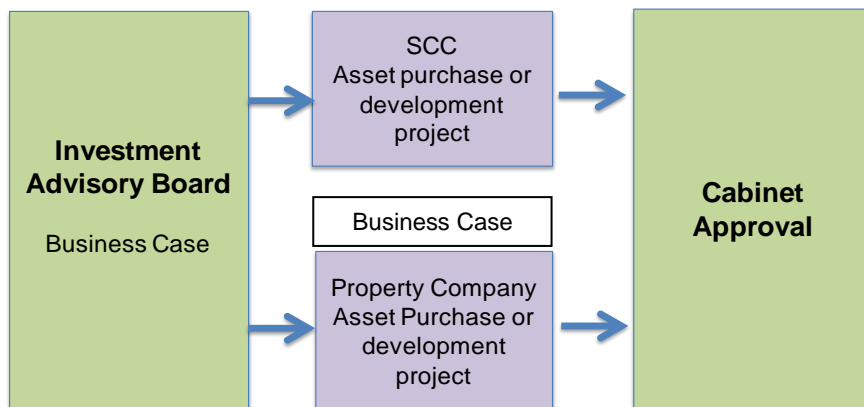 Investment
Advisory Board
Business Case
SCC
Asset purchase or
development
project
Business Case
Property Company
Asset Purchase or
development
project
Cabinet
Approval